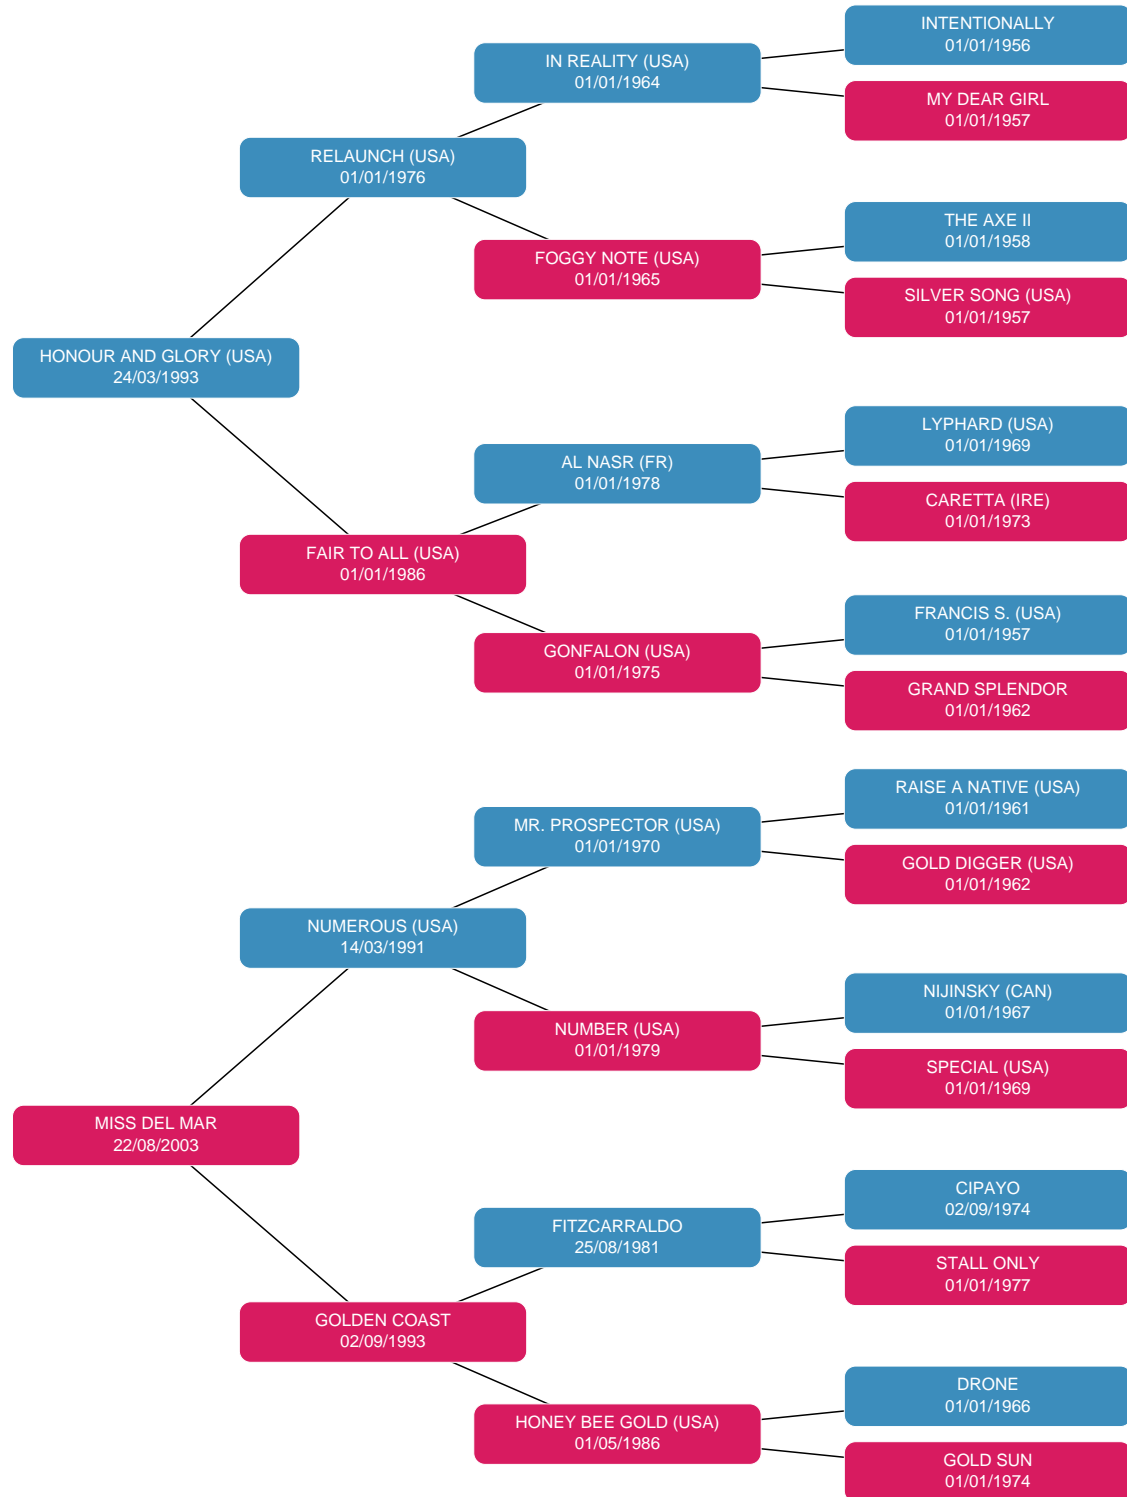 INTENTIONALLY
01/01/1956
IN REALITY (USA)
01/01/1964
MY DEAR GIRL
01/01/1957
RELAUNCH (USA)
01/01/1976
THE AXE II
01/01/1958
FOGGY NOTE (USA)
01/01/1965
SILVER SONG (USA)
01/01/1957
HONOUR AND GLORY (USA)
24/03/1993
LYPHARD (USA)
01/01/1969
AL NASR (FR)
01/01/1978
CARETTA (IRE)
01/01/1973
FAIR TO ALL (USA)
01/01/1986
FRANCIS S. (USA)
01/01/1957
GONFALON (USA)
01/01/1975
GRAND SPLENDOR
01/01/1962
RAISE A NATIVE (USA)
01/01/1961
MR. PROSPECTOR (USA)
01/01/1970
GOLD DIGGER (USA)
01/01/1962
NUMEROUS (USA)
14/03/1991
NIJINSKY (CAN)
01/01/1967
NUMBER (USA)
01/01/1979
SPECIAL (USA)
01/01/1969
MISS DEL MAR
22/08/2003
CIPAYO
02/09/1974
FITZCARRALDO
25/08/1981
STALL ONLY
01/01/1977
GOLDEN COAST
02/09/1993
DRONE
01/01/1966
HONEY BEE GOLD (USA)
01/05/1986
GOLD SUN
01/01/1974